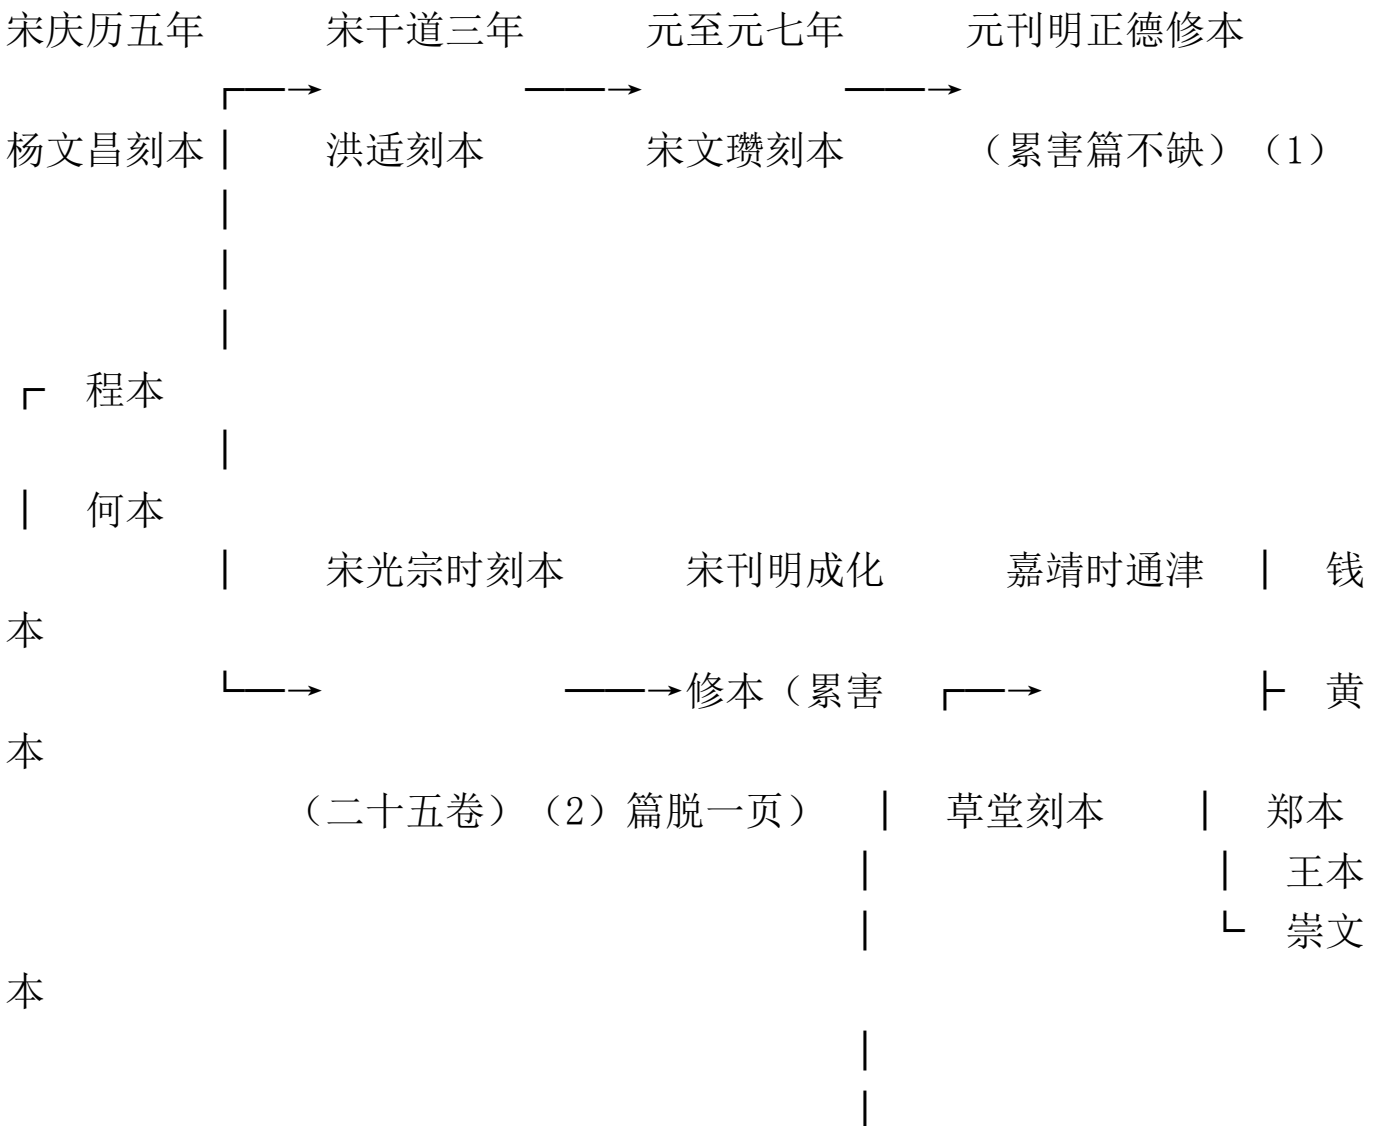 宋庆历五年 宋干道三年 元至元七年 元刊明正德修本
┌──→ ───→ ───→
杨文昌刻本│ 洪适刻本 宋文瓒刻本 （累害篇不缺）（1）
│
│
│
┌ 程本
│
│ 何本
│ 宋光宗时刻本 宋刊明成化 嘉靖时通津 │ 钱
本
└──→ ───→修本（累害 ┌──→ ├ 黄
本
（二十五卷）（2）篇脱一页） │ 草堂刻本 │ 郑本
│ │ 王本
│ └ 崇文
本
│
│